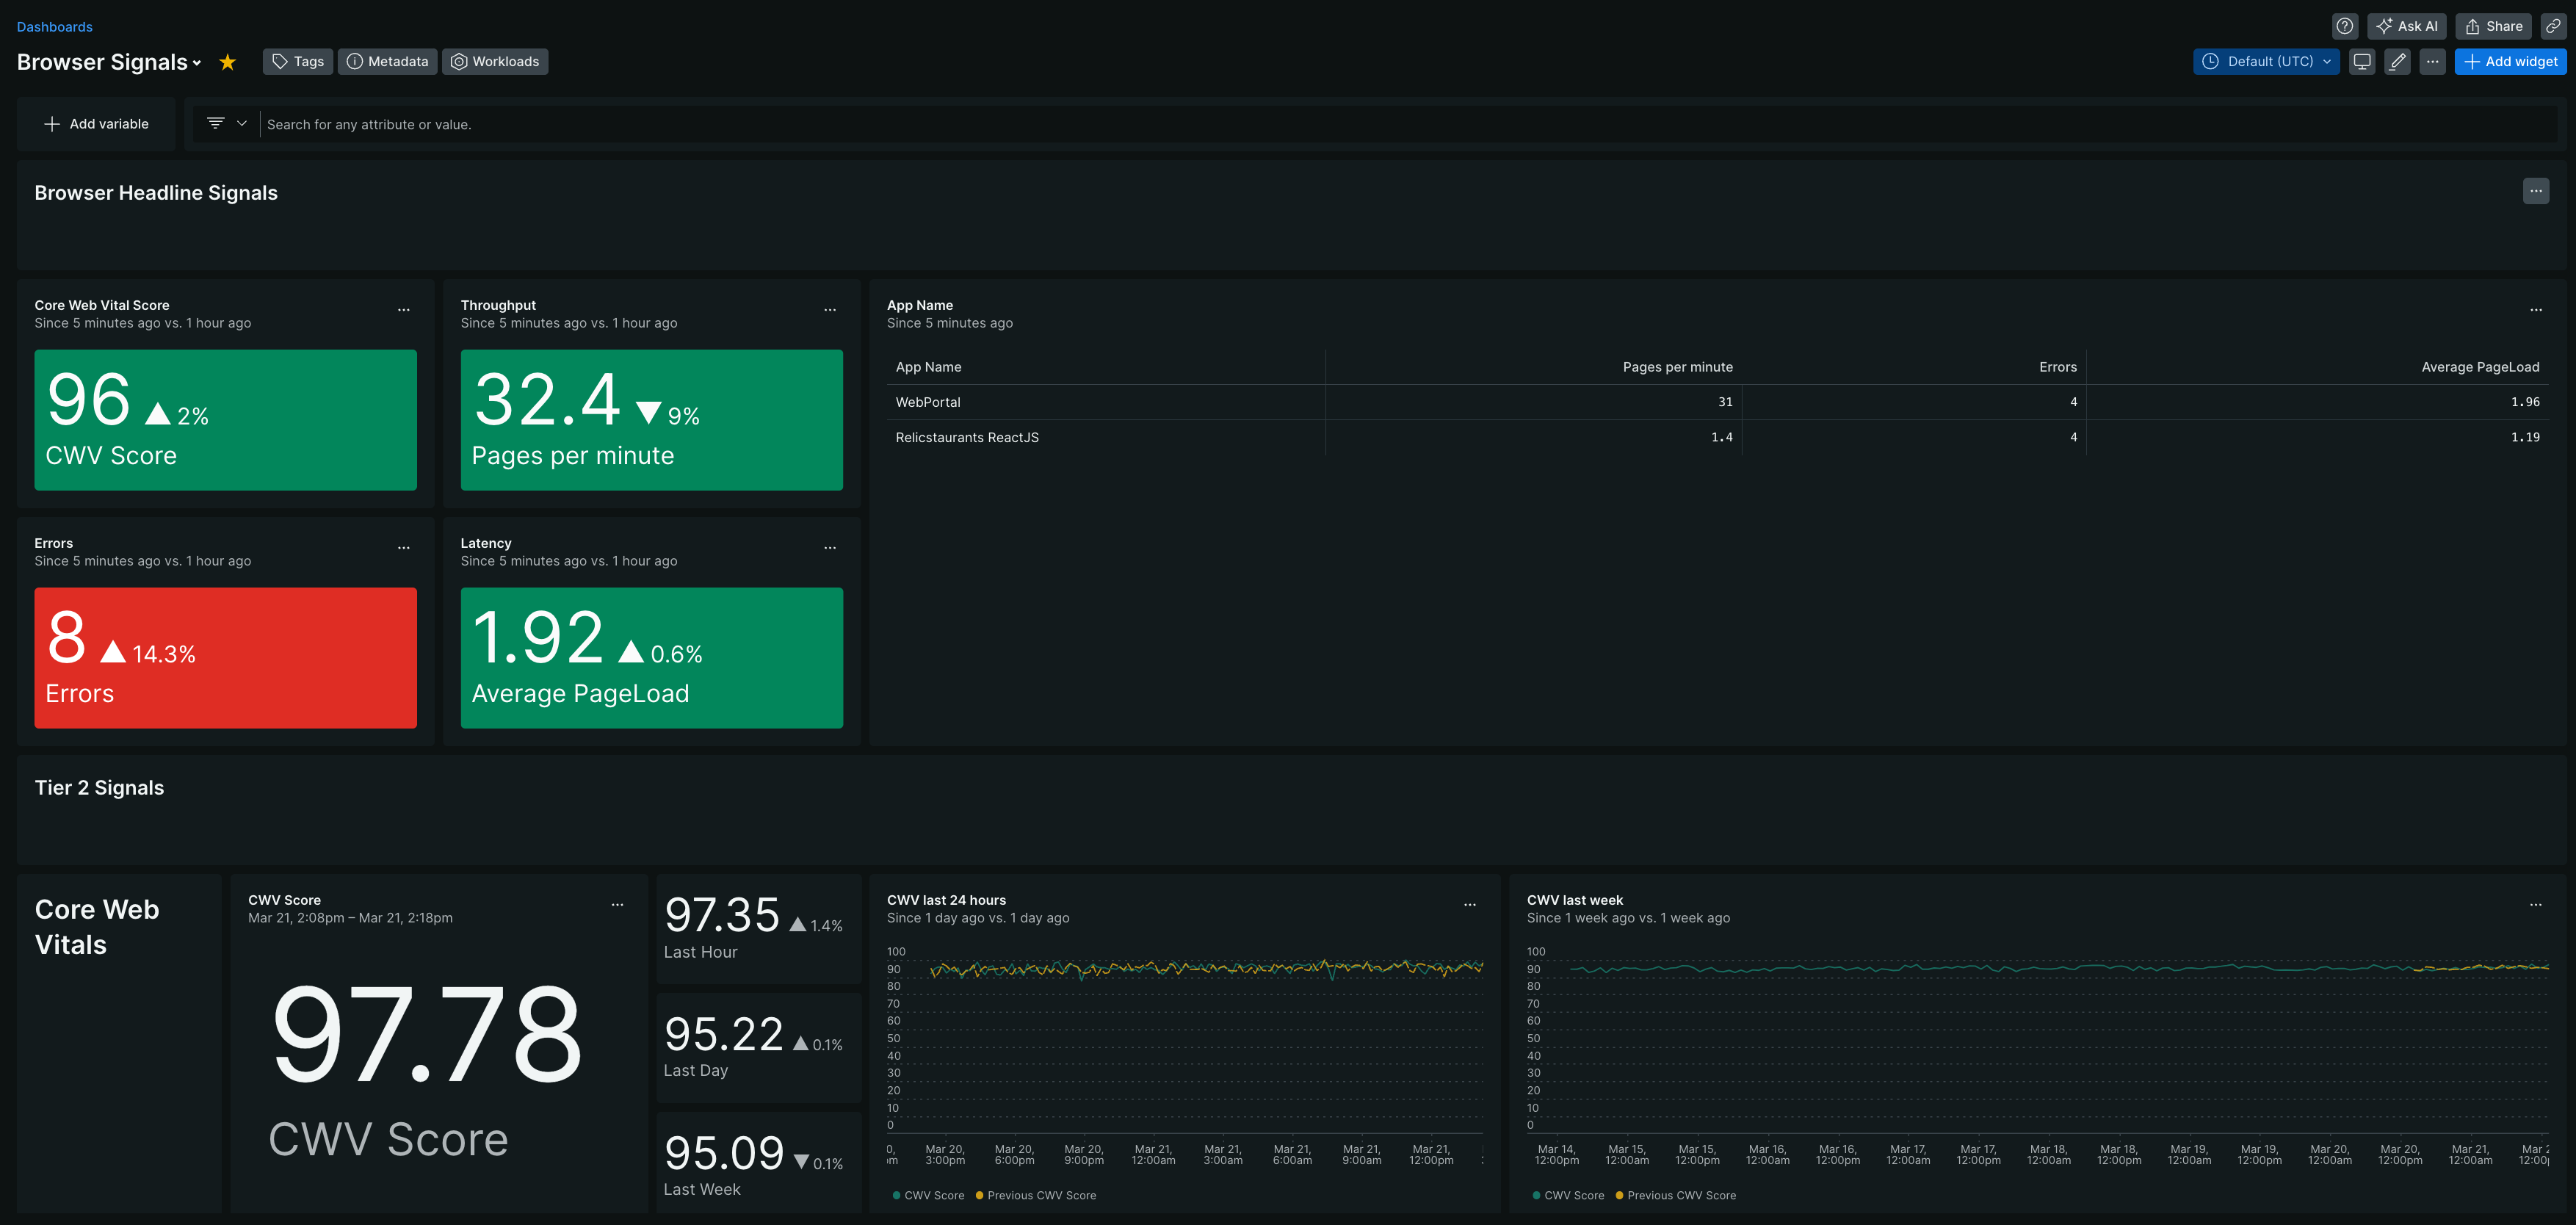 Dashboards
Ask AI
Share
Browser Signals
Tags
Metadata
Workloads
Default (UTC)
Add widget
Add variable
Search for any attribute or value.
Browser Headline Signals
Core Web Vital Score
Since 5 minutes ago vs. 1 hour ago
96 ▲ 2%
CWV Score
Throughput
Since 5 minutes ago vs. 1 hour ago
32.4 ▼ 9%
Pages per minute
App Name
Since 5 minutes ago
App Name Pages per minute Errors Average PageLoad
WebPortal 31 4 1.96
Relicstaurants ReactJS 1.4 4 1.19
Errors
Since 5 minutes ago vs. 1 hour ago
8 ▲ 14.3%
Errors
Latency
Since 5 minutes ago vs. 1 hour ago
1.92 ▲ 0.6%
Average PageLoad
Tier 2 Signals
Core Web
Vitals
CWV Score
Mar 21, 2:08pm – Mar 21, 2:18pm
97.78
CWV Score
97.35 ▲ 1.4%
Last Hour
95.22 ▲ 0.1%
Last Day
95.09 ▼ 0.1%
Last Week
CWV last 24 hours
Since 1 day ago vs. 1 day ago
100
90
80
70
60
50
40
30
20
10
0
Mar 20, Mar 20, Mar 20, Mar 21, Mar 21, Mar 21, Mar 21, Mar 21,
3:00pm 6:00pm 9:00pm 12:00am 3:00am 6:00am 9:00am 12:00pm
CWV Score Previous CWV Score
CWV last week
Since 1 week ago vs. 1 week ago
100
90
80
70
60
50
40
30
20
10
0
Mar 14, Mar 15, Mar 15, Mar 16, Mar 16, Mar 17, Mar 17, Mar 18, Mar 18, Mar 19, Mar 19, Mar 20, Mar 20, Mar 21,
12:00pm 12:00am 12:00pm 12:00am 12:00pm 12:00am 12:00pm 12:00am 12:00pm 12:00am 12:00pm 12:00am 12:00pm 12:00am
CWV Score Previous CWV Score